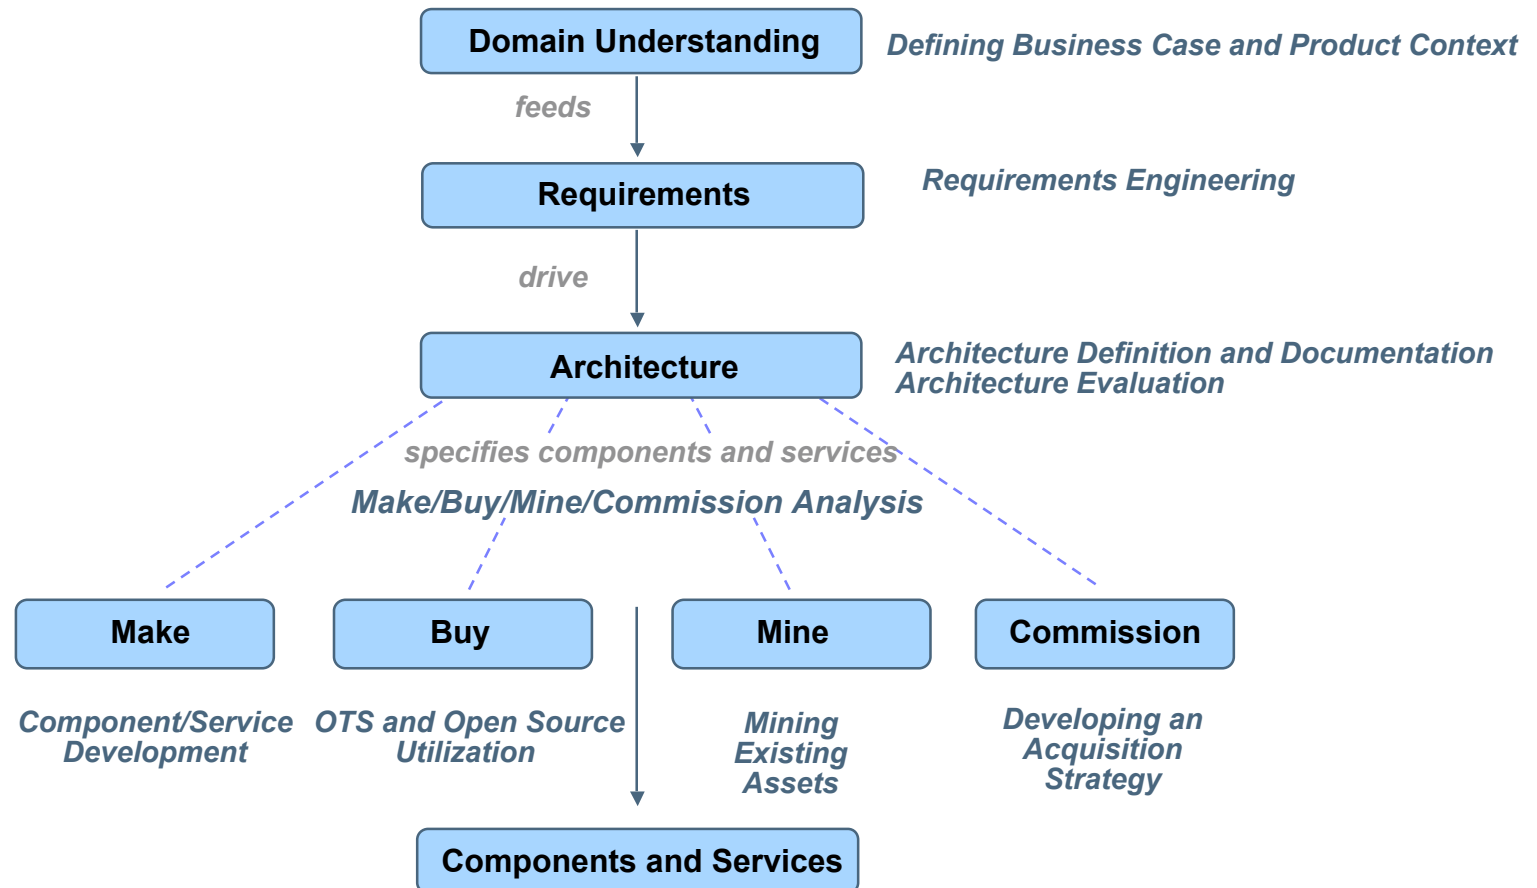 Domain Understanding
Defining Business Case and Product Context
feeds
Requirements
Requirements Engineering
drive
Architecture
Architecture Definition and Documentation
Architecture Evaluation
specifies components and services
Make/Buy/Mine/Commission Analysis
Make
Buy
Mine
Commission
Component/Service
Development
OTS and Open Source
Utilization
Mining
Existing
Assets
Developing an
Acquisition
Strategy
Components and Services